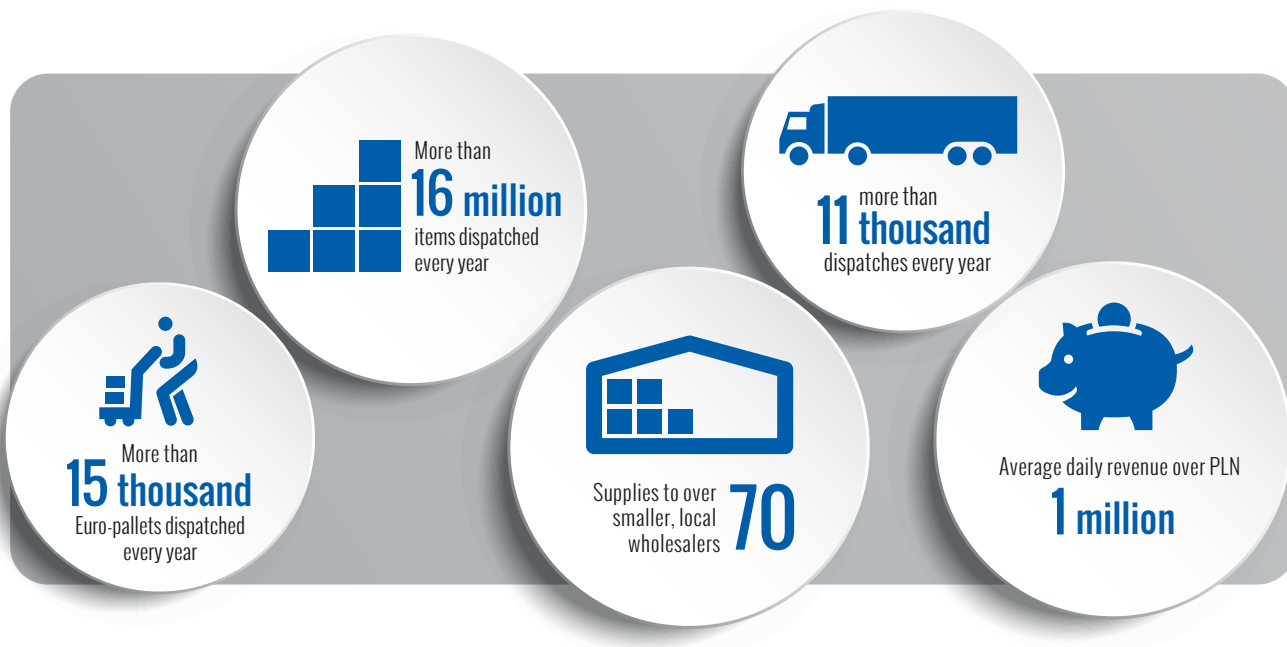 More than
16 million
items dispatched
every year
more than
11 thousand
dispatches every year
More than
15 thousand
Euro-pallets dispatched
every year
Supplies to over
smaller, local
wholesalers
70
Average daily revenue over PLN
1 million